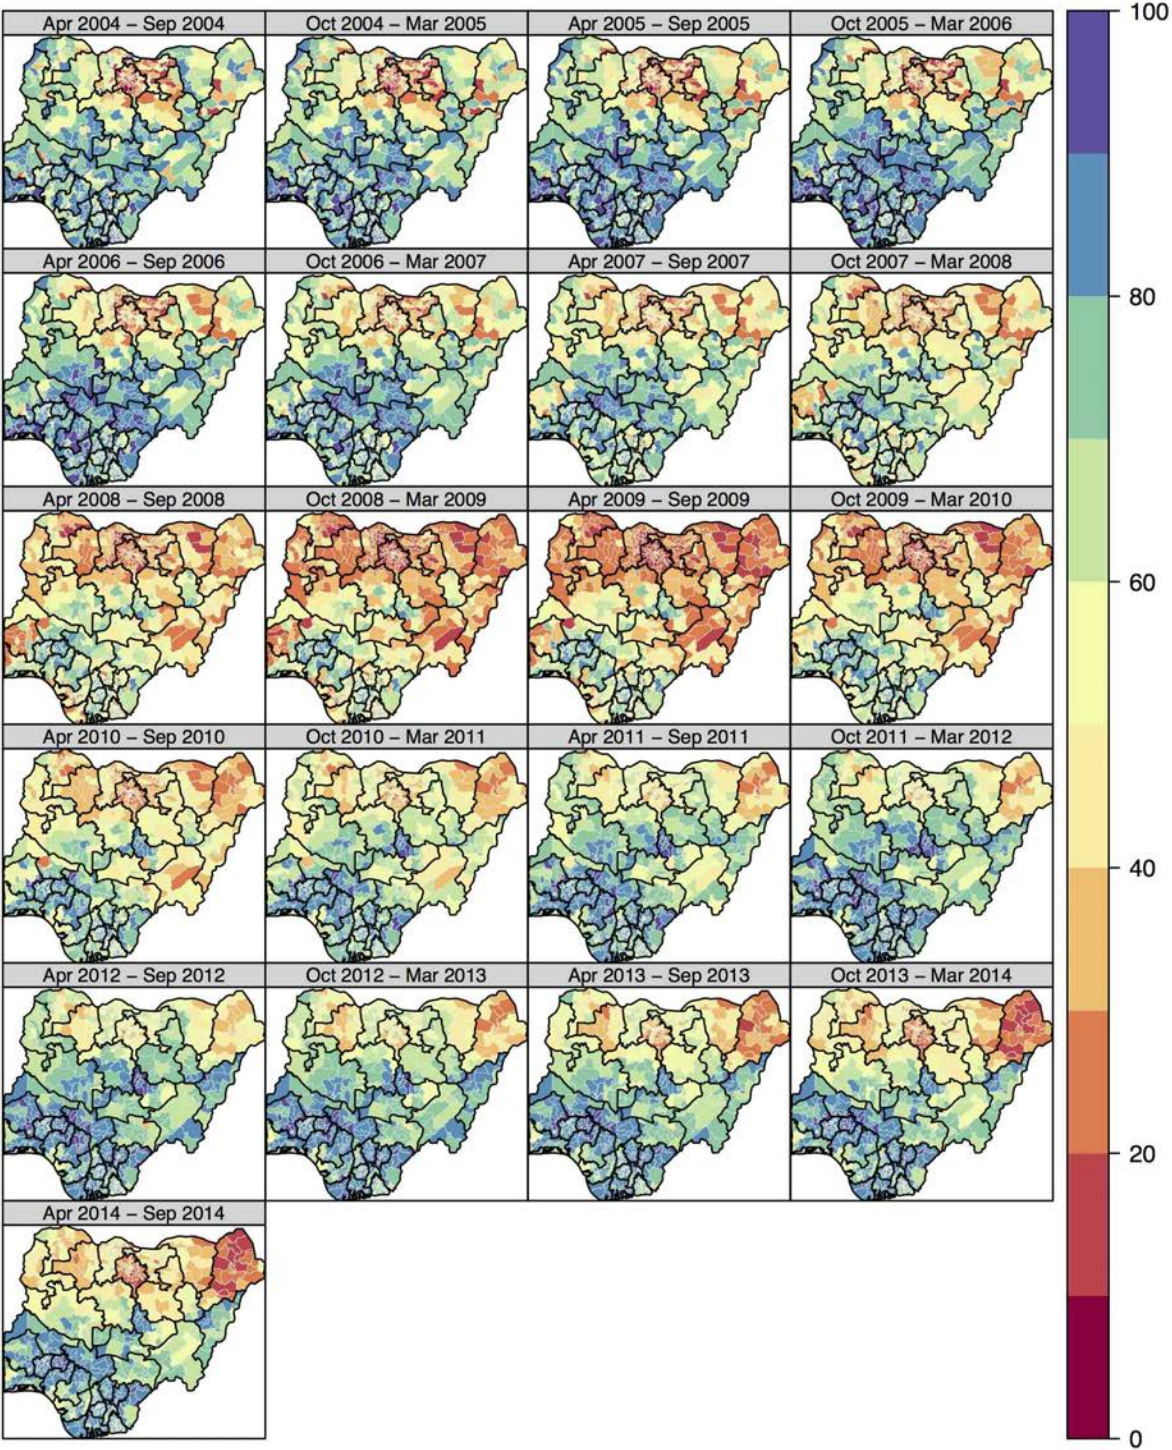 Apr 2004 – Sep 2004
Oct 2004 – Mar 2005
Apr 2005 – Sep 2005
Oct 2005 – Mar 2006
Apr 2006 – Sep 2006
Oct 2006 – Mar 2007
Apr 2007 – Sep 2007
Oct 2007 – Mar 2008
Apr 2008 – Sep 2008
Oct 2008 – Mar 2009
Apr 2009 – Sep 2009
Oct 2009 – Mar 2010
Apr 2010 – Sep 2010
Oct 2010 – Mar 2011
Apr 2011 – Sep 2011
Oct 2011 – Mar 2012
Apr 2012 – Sep 2012
Oct 2012 – Mar 2013
Apr 2013 – Sep 2013
Oct 2013 – Mar 2014
Apr 2014 – Sep 2014
100
80
60
40
20
0